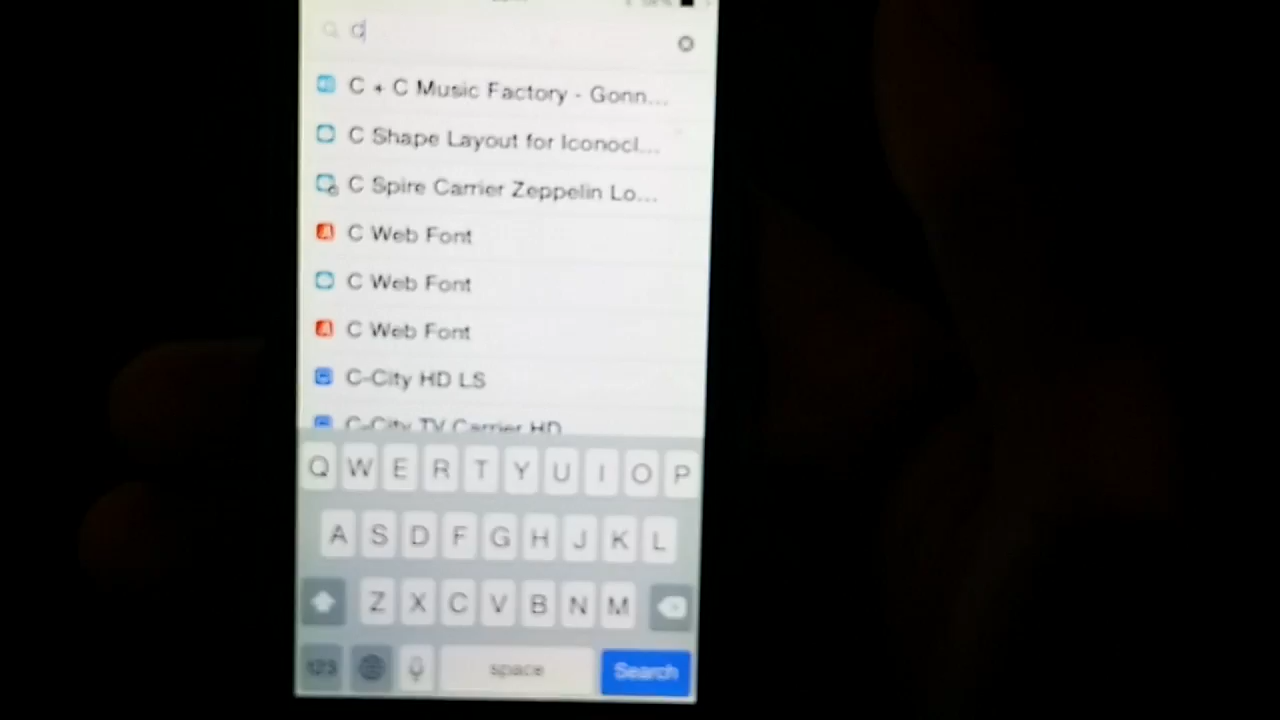 C
C + C Music Factory - Gonn...
C Shape Layout for Iconocl...
C Spire Carrier Zeppelin Lo...
C Web Font
C Web Font
C Web Font
C-City HD LS
C-City TV Carrier HD
Q W E R T Y U I O P
A S D F G H J K L
Z X C V B N M
123 space Search